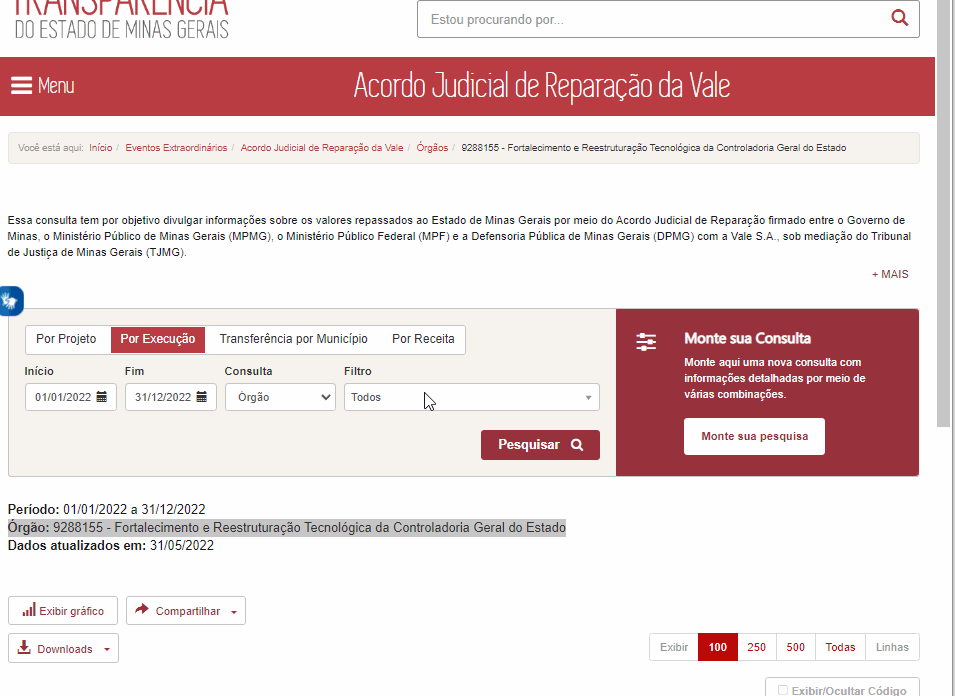 TRANSPARÊNCIA
DO ESTADO DE MINAS GERAIS
Estou procurando por...
Menu
Acordo Judicial de Reparação da Vale
Você está aqui: Início / Eventos Extraordinários / Acordo Judicial de Reparação da Vale / Órgãos / 9288155 - Fortalecimento e Reestruturação Tecnológica da Controladoria Geral do Estado
Essa consulta tem por objetivo divulgar informações sobre os valores repassados ao Estado de Minas Gerais por meio do Acordo Judicial de Reparação firmado entre o Governo de
Minas, o Ministério Público de Minas Gerais (MPMG), o Ministério Público Federal (MPF) e a Defensoria Pública de Minas Gerais (DPMG) com a Vale S.A., sob mediação do Tribunal
de Justiça de Minas Gerais (TJMG).
+ MAIS
Por Projeto Por Execução Transferência por Município Por Receita
Início Fim Consulta Filtro
01/01/2022 31/12/2022 Órgão Todos
Pesquisar
Monte sua Consulta
Monte aqui uma nova consulta com
informações detalhadas por meio de
várias combinações.
Monte sua pesquisa
Período: 01/01/2022 a 31/12/2022
Órgão: 9288155 - Fortalecimento e Reestruturação Tecnológica da Controladoria Geral do Estado
Dados atualizados em: 31/05/2022
Exibir gráfico Compartilhar
Downloads
Exibir 100 250 500 Todas Linhas
Exibir/Ocultar Código